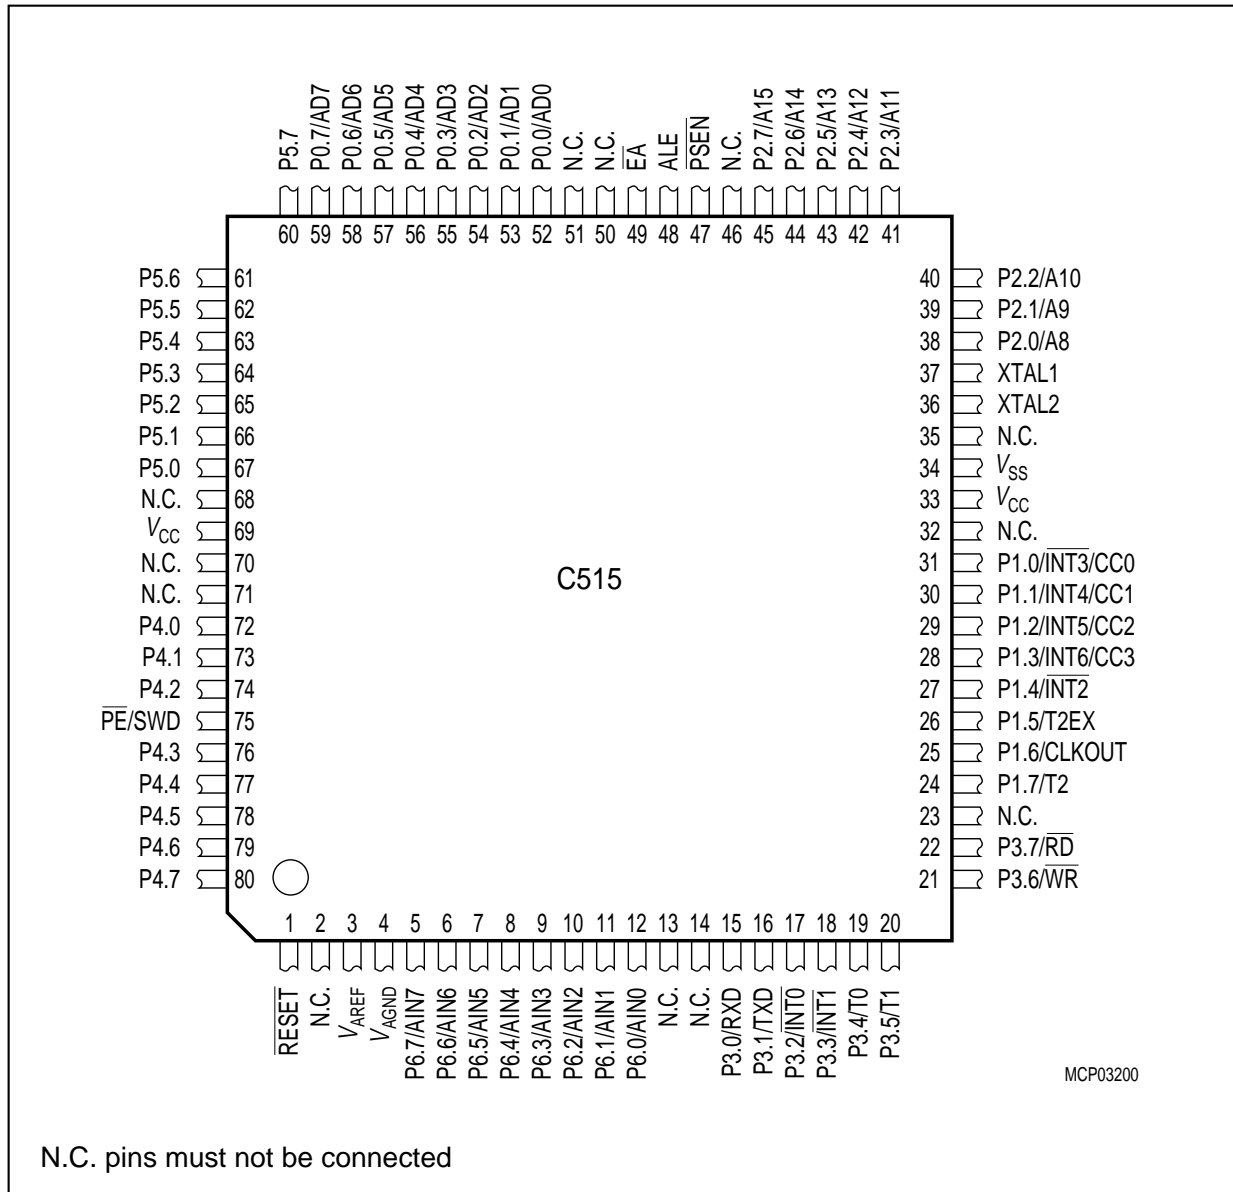 P5.7
P0.7/AD7
P0.6/AD6
P0.5/AD5
P0.4/AD4
P0.3/AD3
P0.2/AD2
P0.1/AD1
P0.0/AD0
N.C.
N.C.
E̅A̅
ALE
P̅S̅E̅N̅
N.C.
P2.7/A15
P2.6/A14
P2.5/A13
P2.4/A12
P2.3/A11
60 59 58 57 56 55 54 53 52 51 50 49 48 47 46 45 44 43 42 41
P5.6 61
P5.5 62
P5.4 63
P5.3 64
P5.2 65
P5.1 66
P5.0 67
N.C. 68
VCC 69
N.C. 70
N.C. 71
P4.0 72
P4.1 73
P4.2 74
P̅E̅/SWD 75
P4.3 76
P4.4 77
P4.5 78
P4.6 79
P4.7 80
C515
40 P2.2/A10
39 P2.1/A9
38 P2.0/A8
37 XTAL1
36 XTAL2
35 N.C.
34 VSS
33 VCC
32 N.C.
31 P1.0/I̅N̅T̅3̅/CC0
30 P1.1/INT4/CC1
29 P1.2/INT5/CC2
28 P1.3/INT6/CC3
27 P1.4/I̅N̅T̅2̅
26 P1.5/T2EX
25 P1.6/CLKOUT
24 P1.7/T2
23 N.C.
22 P3.7/R̅D̅
21 P3.6/W̅R̅
1 2 3 4 5 6 7 8 9 10 11 12 13 14 15 16 17 18 19 20
R̅E̅S̅E̅T̅
N.C.
VAREF
VAGND
P6.7/AIN7
P6.6/AIN6
P6.5/AIN5
P6.4/AIN4
P6.3/AIN3
P6.2/AIN2
P6.1/AIN1
P6.0/AIN0
N.C.
N.C.
P3.0/RXD
P3.1/TXD
P3.2/I̅N̅T̅0̅
P3.3/I̅N̅T̅1̅
P3.4/T0
P3.5/T1
MCP03200
N.C. pins must not be connected